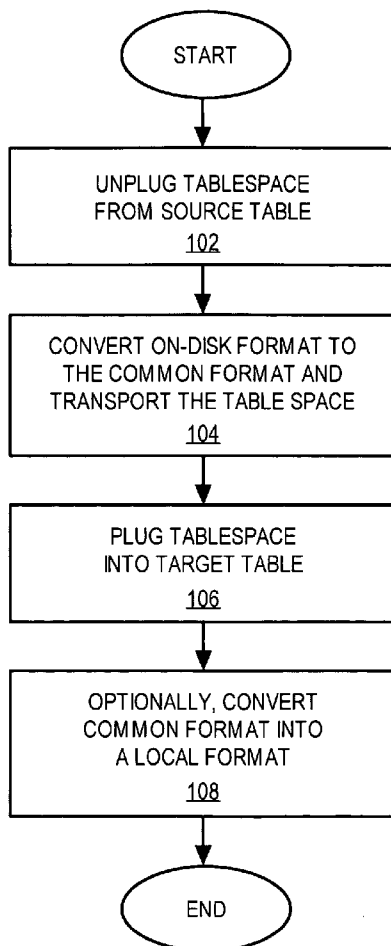 START
UNPLUG TABLESPACE
FROM SOURCE TABLE
102
CONVERT ON-DISK FORMAT TO
THE COMMON FORMAT AND
TRANSPORT THE TABLE SPACE
104
PLUG TABLESPACE
INTO TARGET TABLE
106
OPTIONALLY, CONVERT
COMMON FORMAT INTO
A LOCAL FORMAT
108
END